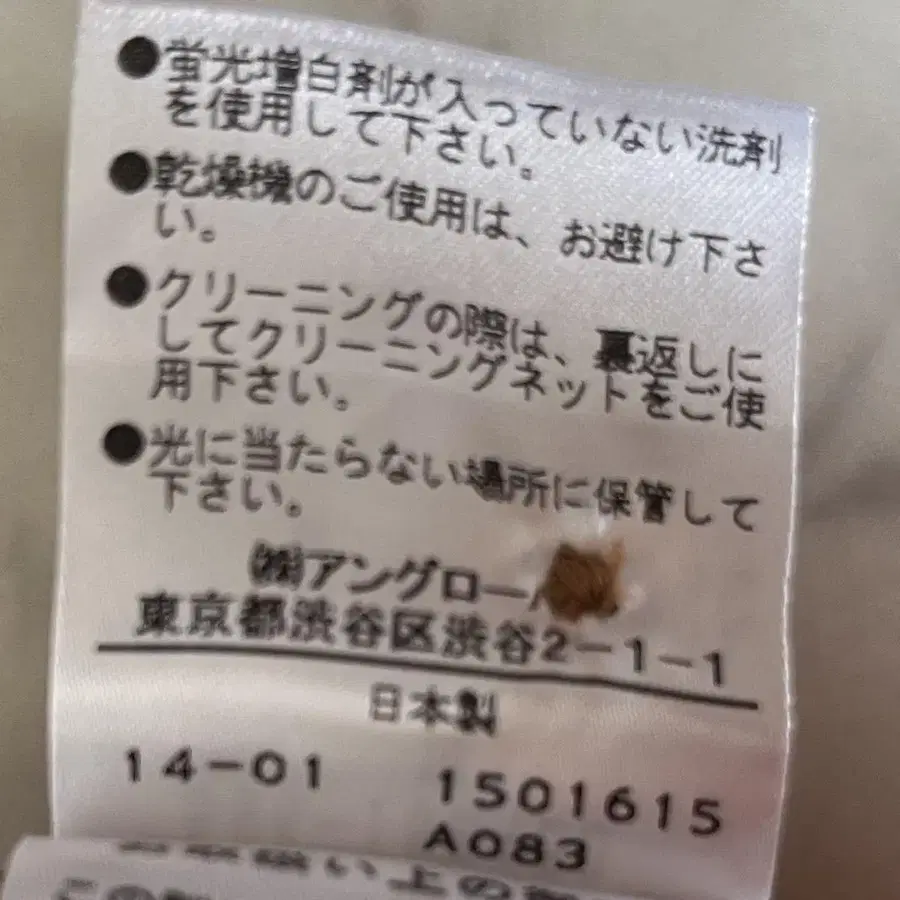 ●蛍光増白剤が入っていない洗剤
を使用して下さい。
●乾燥機のご使用は、お避け下さ
い。
●クリーニングの際は、裏返しに
してクリーニングネットをご使
用下さい。
●光に当たらない場所に保管して
下さい。
㈱アングロー
東京都渋谷区渋谷2-1-1
日本製
14-01 1501615
A083
い上の
この